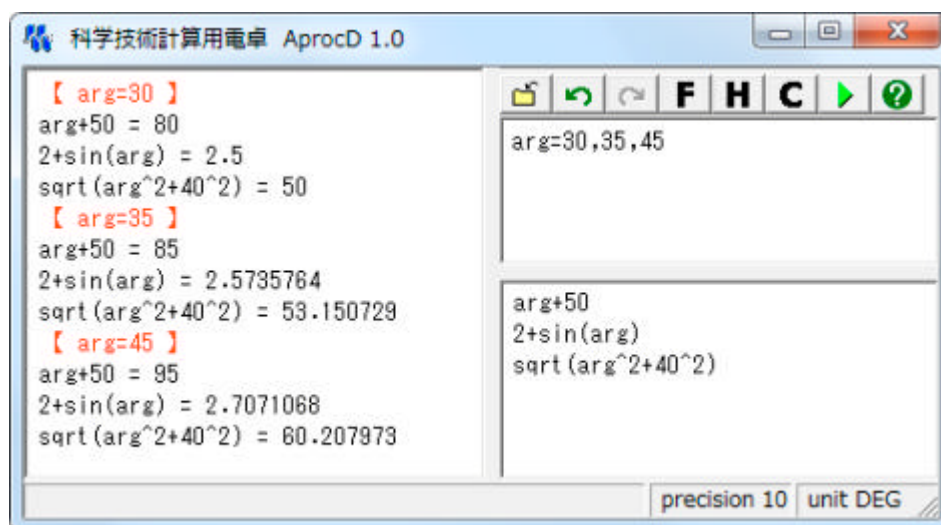 科学技術計算用電卓 AprocD 1.0
【 arg=30 】
arg+50 = 80
2+sin(arg) = 2.5
sqrt(arg^2+40^2) = 50
【 arg=35 】
arg+50 = 85
2+sin(arg) = 2.5735764
sqrt(arg^2+40^2) = 53.150729
【 arg=45 】
arg+50 = 95
2+sin(arg) = 2.7071068
sqrt(arg^2+40^2) = 60.207973
F H C ?
arg=30,35,45
arg+50
2+sin(arg)
sqrt(arg^2+40^2)
precision 10 unit DEG